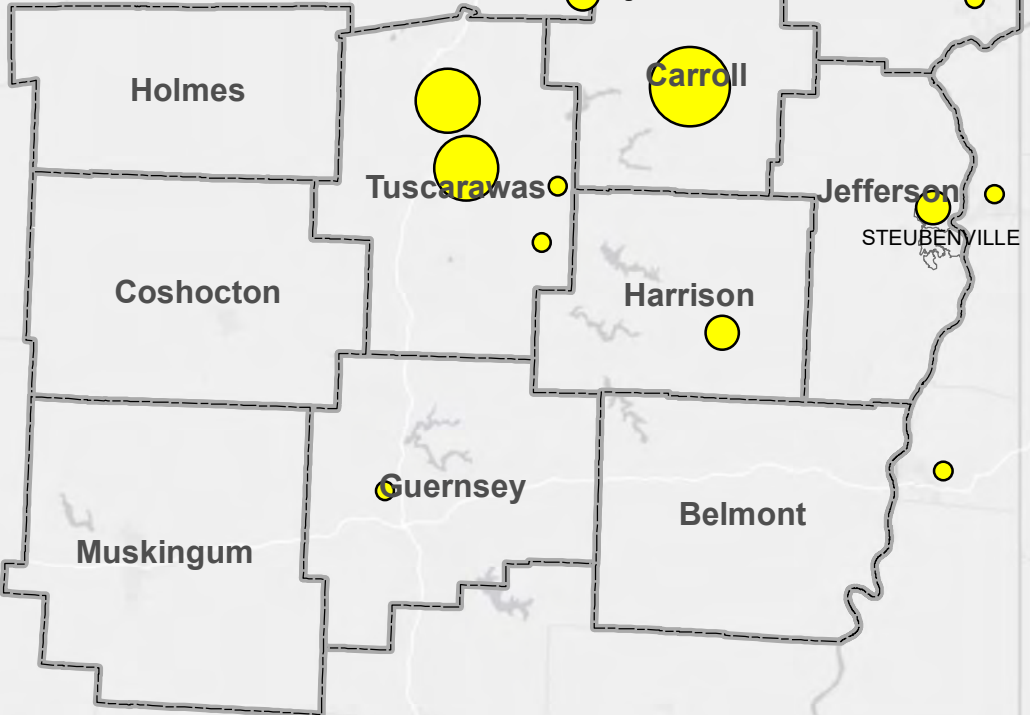 Carroll
Holmes
Tuscarawas
Jefferson
STEUBENVILLE
Coshocton
Harrison
Guernsey
Belmont
Muskingum